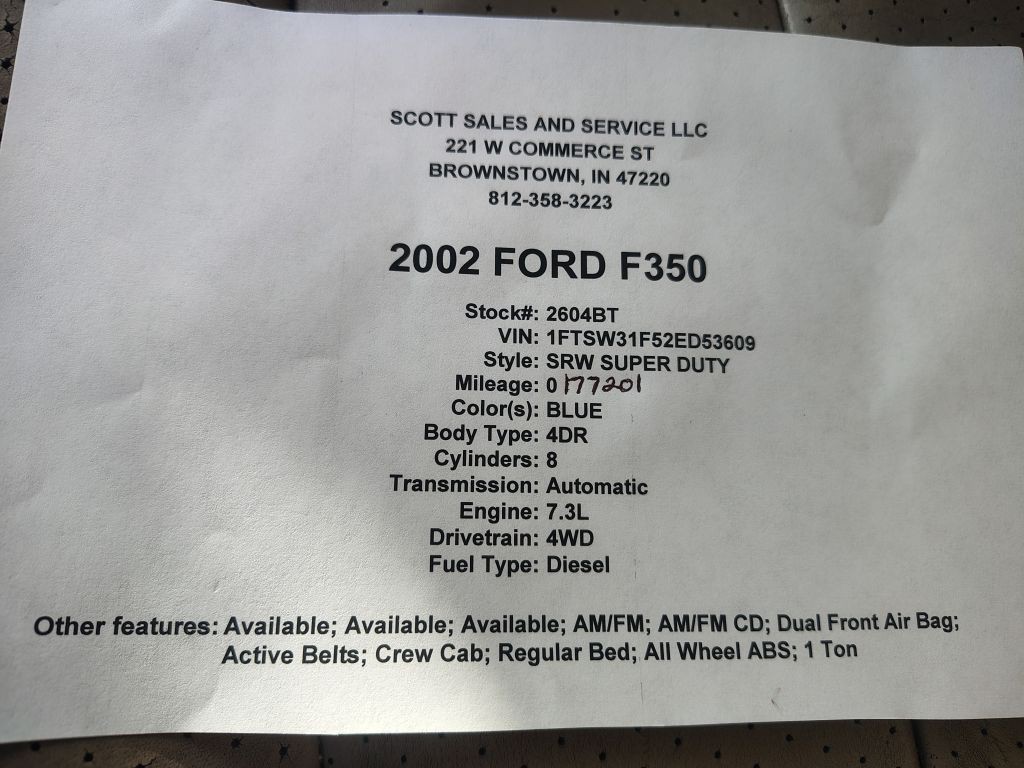 SCOTT SALES AND SERVICE LLC
221 W COMMERCE ST
BROWNSTOWN, IN 47220
812-358-3223
2002 FORD F350
Stock#: 2604BT
VIN: 1FTSW31F52ED53609
Style: SRW SUPER DUTY
Mileage: 0 177201
Color(s): BLUE
Body Type: 4DR
Cylinders: 8
Transmission: Automatic
Engine: 7.3L
Drivetrain: 4WD
Fuel Type: Diesel
Other features: Available; Available; Available; AM/FM; AM/FM CD; Dual Front Air Bag;
Active Belts; Crew Cab; Regular Bed; All Wheel ABS; 1 Ton